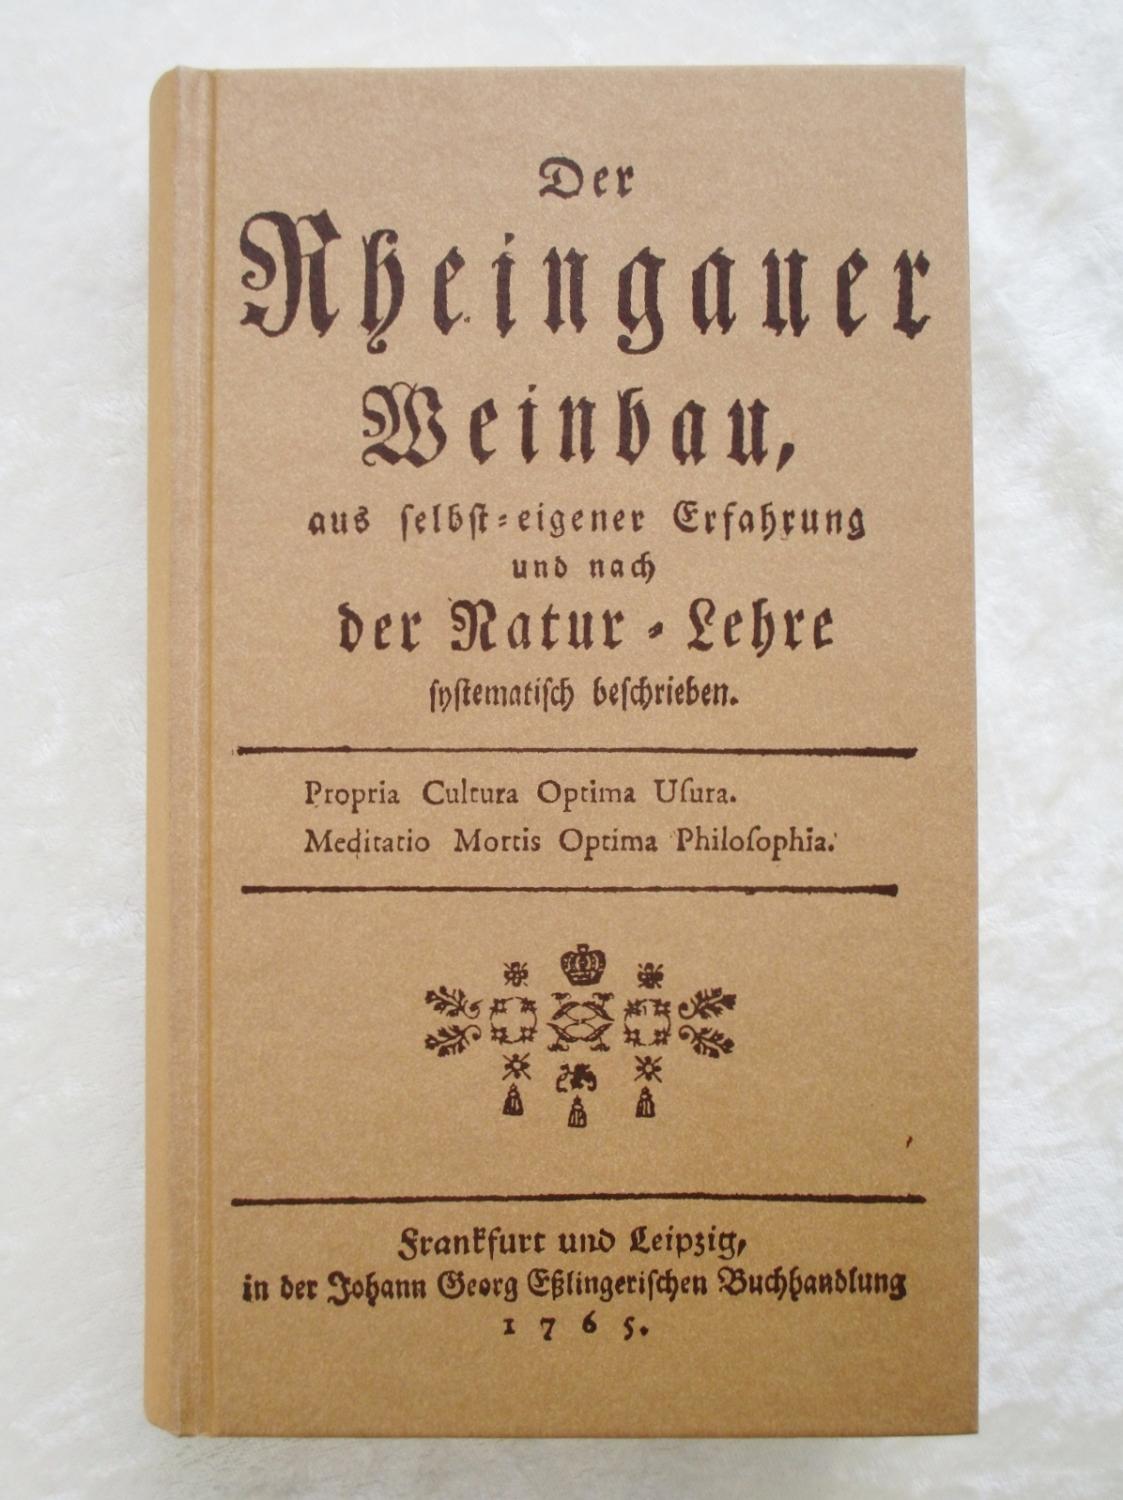 Der
Rheingauer
Weinbau,
aus ſelbſt-eigener Erfahrung
und nach
der Natur-Lehre
ſyſtematiſch beſchrieben.
Propria Cultura Optima Uſura.
Meditatio Mortis Optima Philoſophia.
Frankfurt und Leipzig,
in der Johann Georg Eßlingeriſchen Buchhandlung
1765.